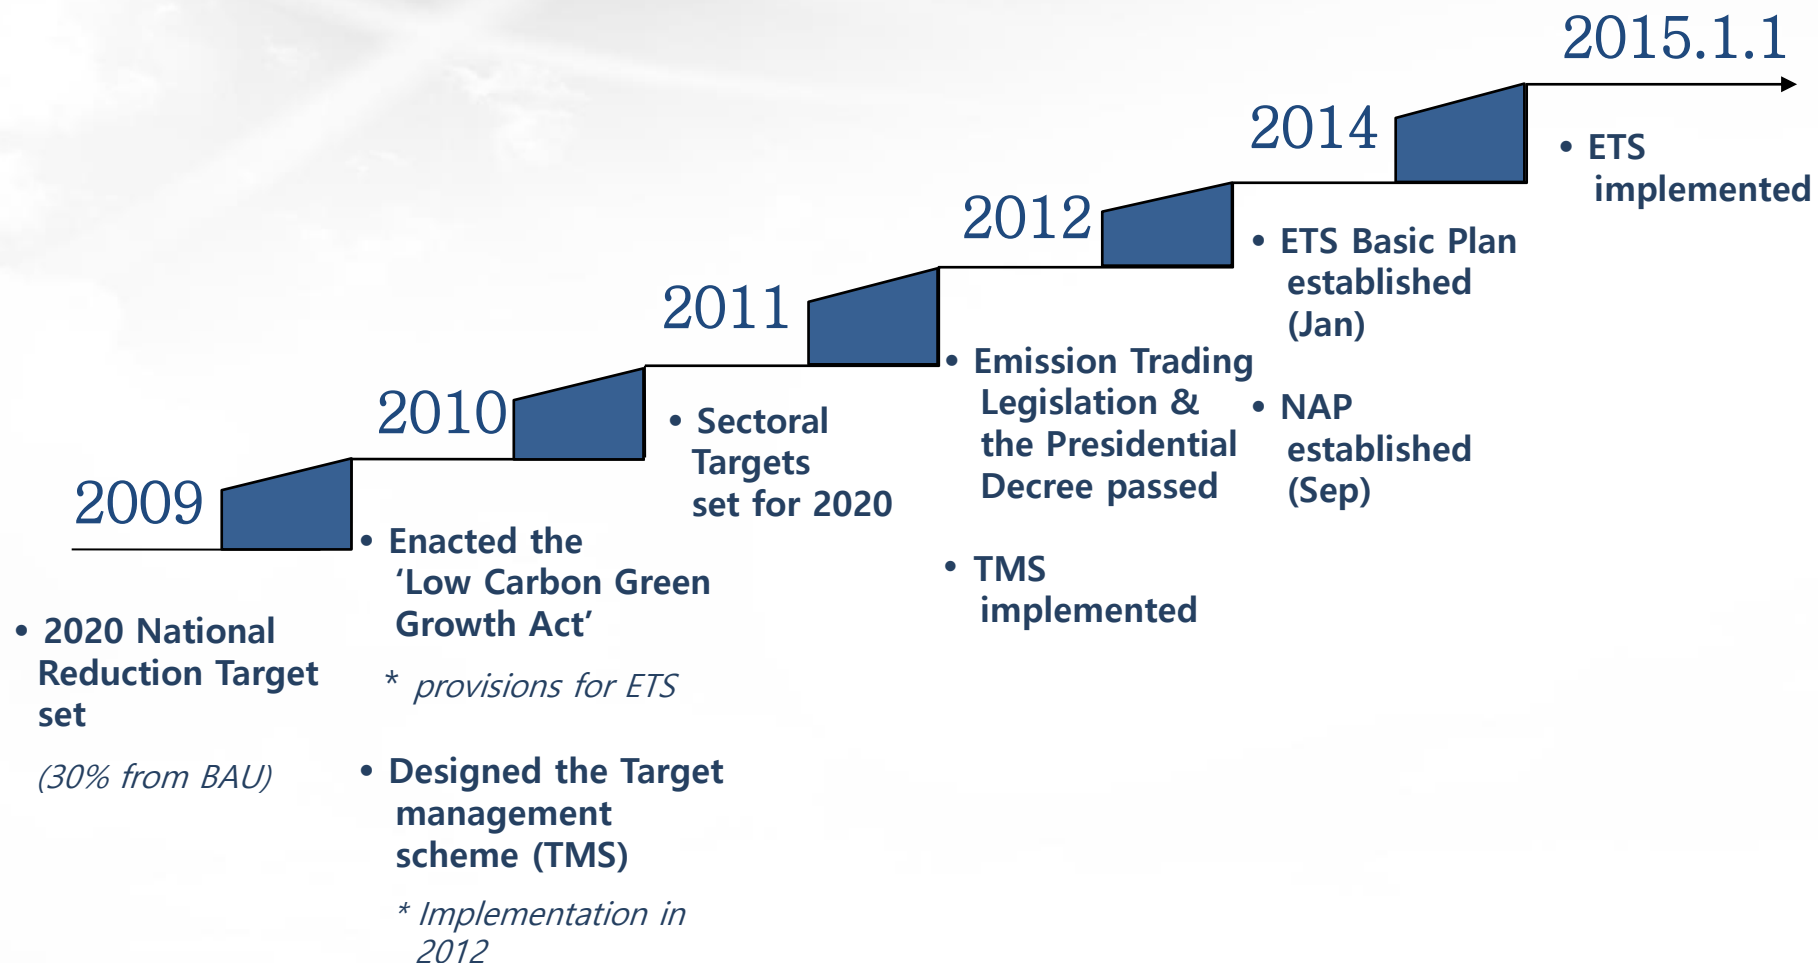 2009
• 2020 National
Reduction Target
set
(30% from BAU)
2010
• Enacted the
‘Low Carbon Green
Growth Act’
* provisions for ETS
• Designed the Target
management
scheme (TMS)
* Implementation in
2012
2011
• Sectoral
Targets
set for 2020
2012
• Emission Trading
Legislation &
the Presidential
Decree passed
• TMS
implemented
2014
• ETS Basic Plan
established
(Jan)
• NAP
established
(Sep)
2015.1.1
• ETS
implemented